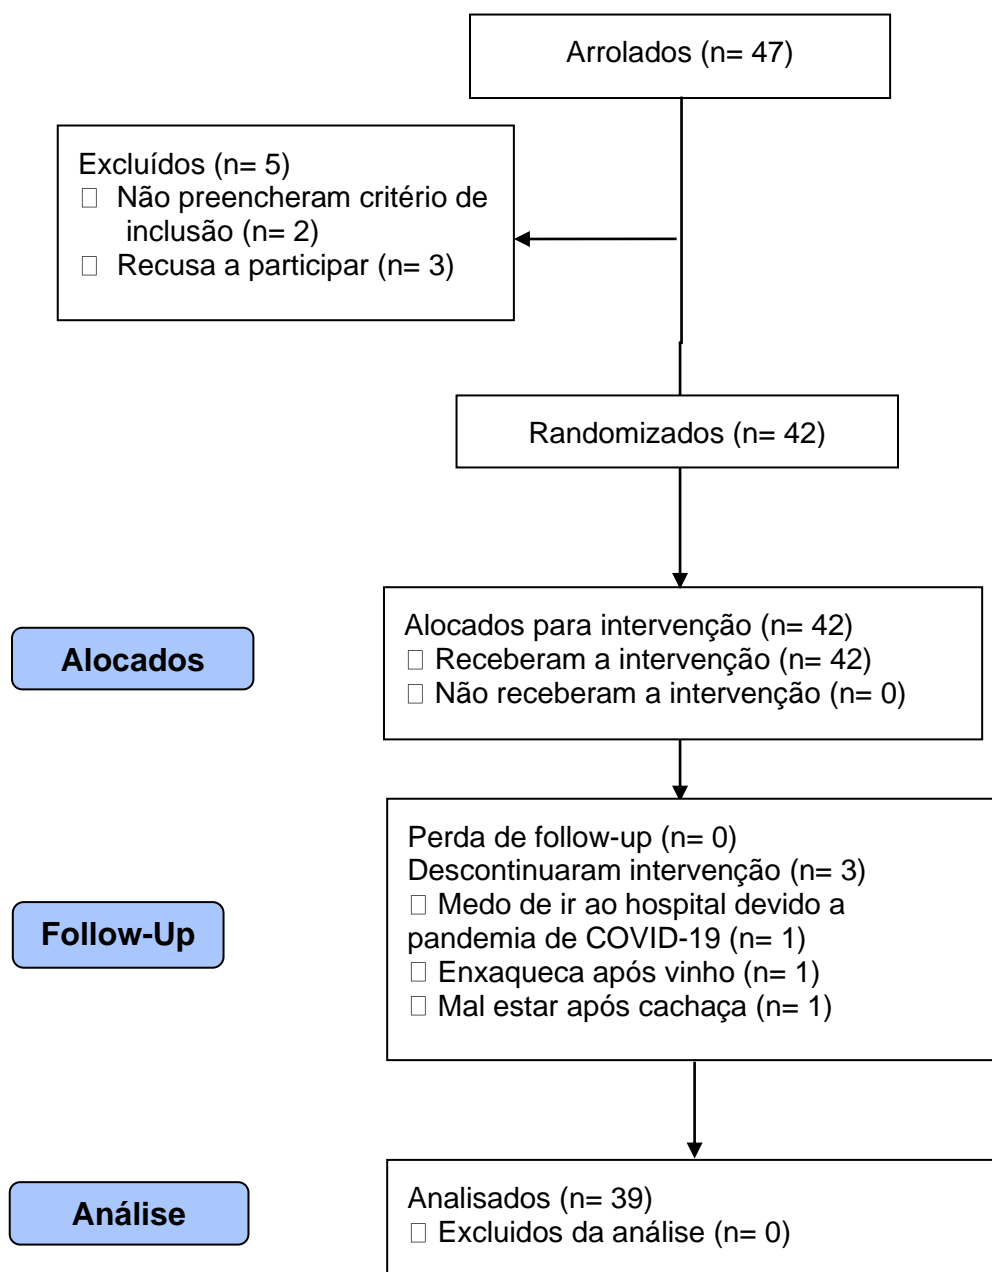 Arrolados (n= 47)
Excluídos (n= 5)
□ Não preencheram critério de
inclusão (n= 2)
□ Recusa a participar (n= 3)
Randomizados (n= 42)
Alocados
Alocados para intervenção (n= 42)
□ Receberam a intervenção (n= 42)
□ Não receberam a intervenção (n= 0)
Follow-Up
Perda de follow-up (n= 0)
Descontinuaram intervenção (n= 3)
□ Medo de ir ao hospital devido a
pandemia de COVID-19 (n= 1)
□ Enxaqueca após vinho (n= 1)
□ Mal estar após cachaça (n= 1)
Análise
Analisados (n= 39)
□ Excluidos da análise (n= 0)